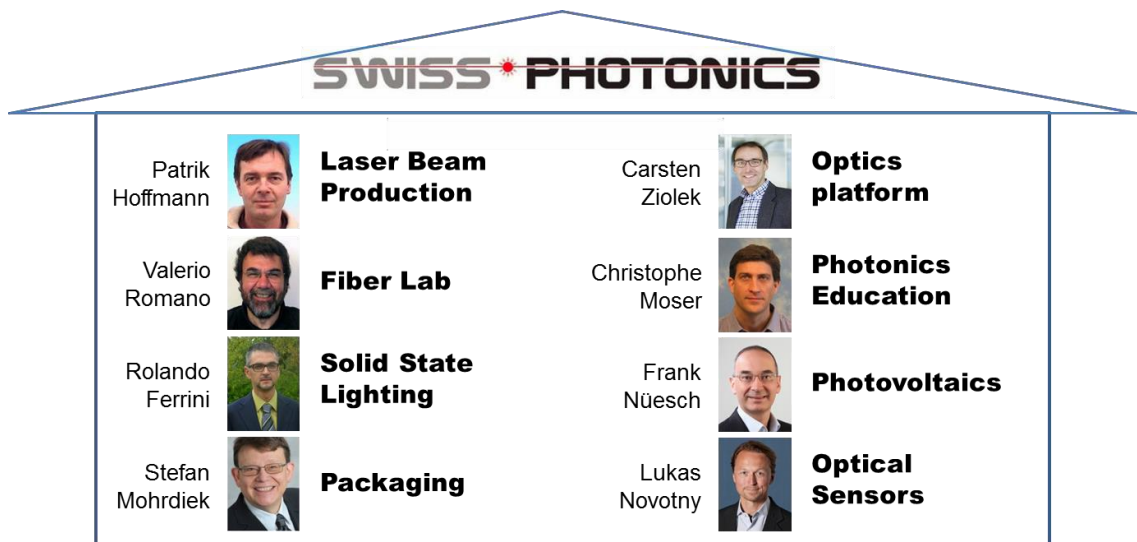 SWISS PHOTONICS
Patrik
Hoffmann
Laser Beam
Production
Valerio
Romano
Fiber Lab
Rolando
Ferrini
Solid State
Lighting
Stefan
Mohrdiek
Packaging
Carsten
Ziolek
Optics
platform
Christophe
Moser
Photonics
Education
Frank
Nüesch
Photovoltaics
Lukas
Novotny
Optical
Sensors